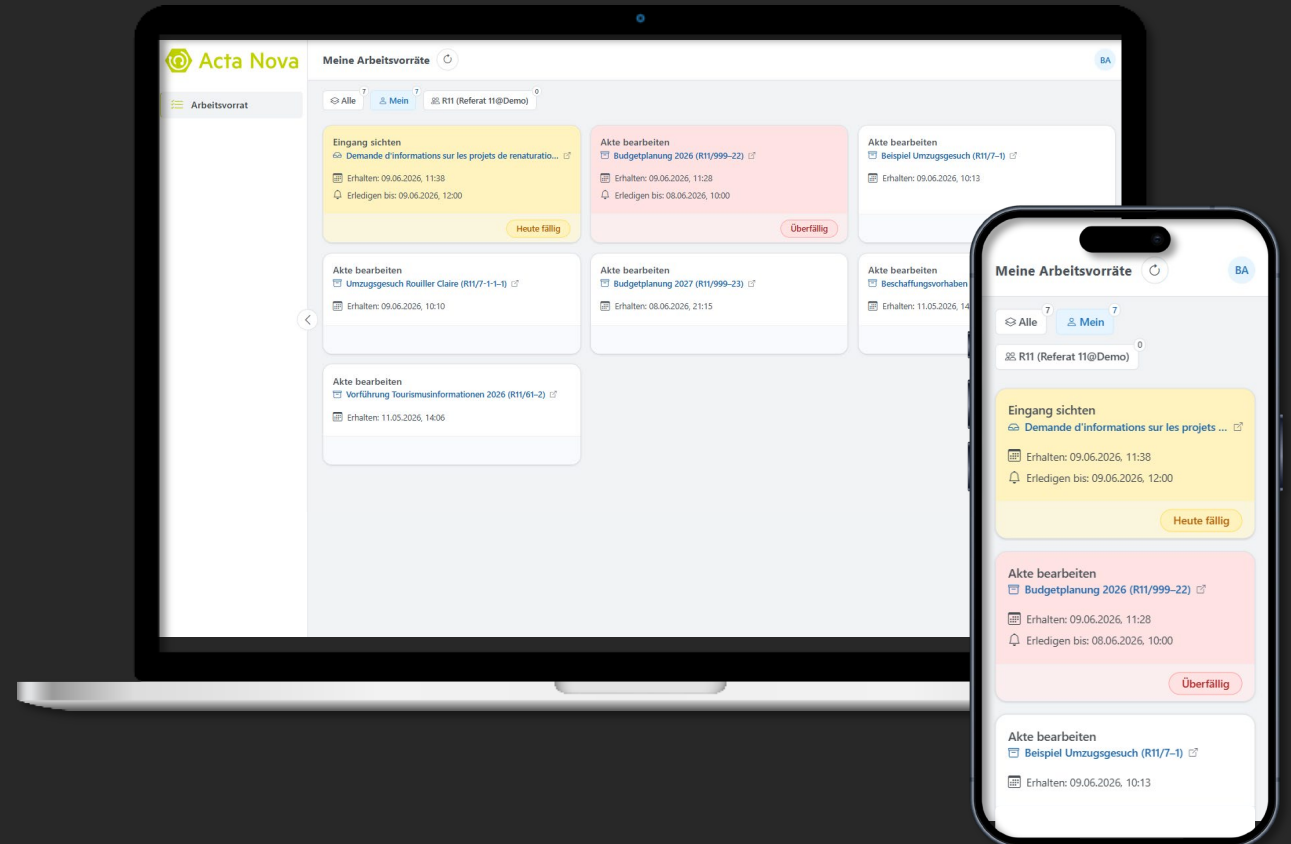 Acta Nova
Meine Arbeitsvorräte
BA
Arbeitsvorrat
Alle 7
Mein 7
R11 (Referat 11@Demo) 0
Eingang sichten
Demande d'informations sur les projets de renaturatio...
Erhalten: 09.06.2026, 11:38
Erledigen bis: 09.06.2026, 12:00
Heute fällig
Akte bearbeiten
Budgetplanung 2026 (R11/999–22)
Erhalten: 09.06.2026, 11:28
Erledigen bis: 08.06.2026, 10:00
Überfällig
Akte bearbeiten
Beispiel Umzugsgesuch (R11/7–1)
Erhalten: 09.06.2026, 10:13
Akte bearbeiten
Umzugsgesuch Rouiller Claire (R11/7-1-1–1)
Erhalten: 09.06.2026, 10:10
Akte bearbeiten
Budgetplanung 2027 (R11/999–23)
Erhalten: 08.06.2026, 21:15
Akte bearbeiten
Beschaffungsvorhaben
Erhalten: 11.05.2026, 14
Akte bearbeiten
Vorführung Tourismusinformationen 2026 (R11/61–2)
Erhalten: 11.05.2026, 14:06
Meine Arbeitsvorräte
BA
Alle 7
Mein 7
R11 (Referat 11@Demo) 0
Eingang sichten
Demande d'informations sur les projets ...
Erhalten: 09.06.2026, 11:38
Erledigen bis: 09.06.2026, 12:00
Heute fällig
Akte bearbeiten
Budgetplanung 2026 (R11/999–22)
Erhalten: 09.06.2026, 11:28
Erledigen bis: 08.06.2026, 10:00
Überfällig
Akte bearbeiten
Beispiel Umzugsgesuch (R11/7–1)
Erhalten: 09.06.2026, 10:13